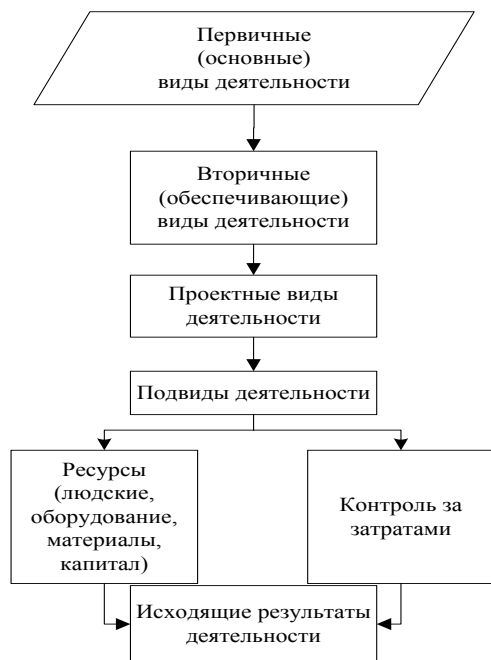 Первичные
(основные)
виды деятельности
Вторичные
(обеспечивающие)
виды деятельности
Проектные виды
деятельности
Подвиды деятельности
Ресурсы
(людские,
оборудование,
материалы,
капитал)
Контроль за
затратами
Исходящие результаты
деятельности